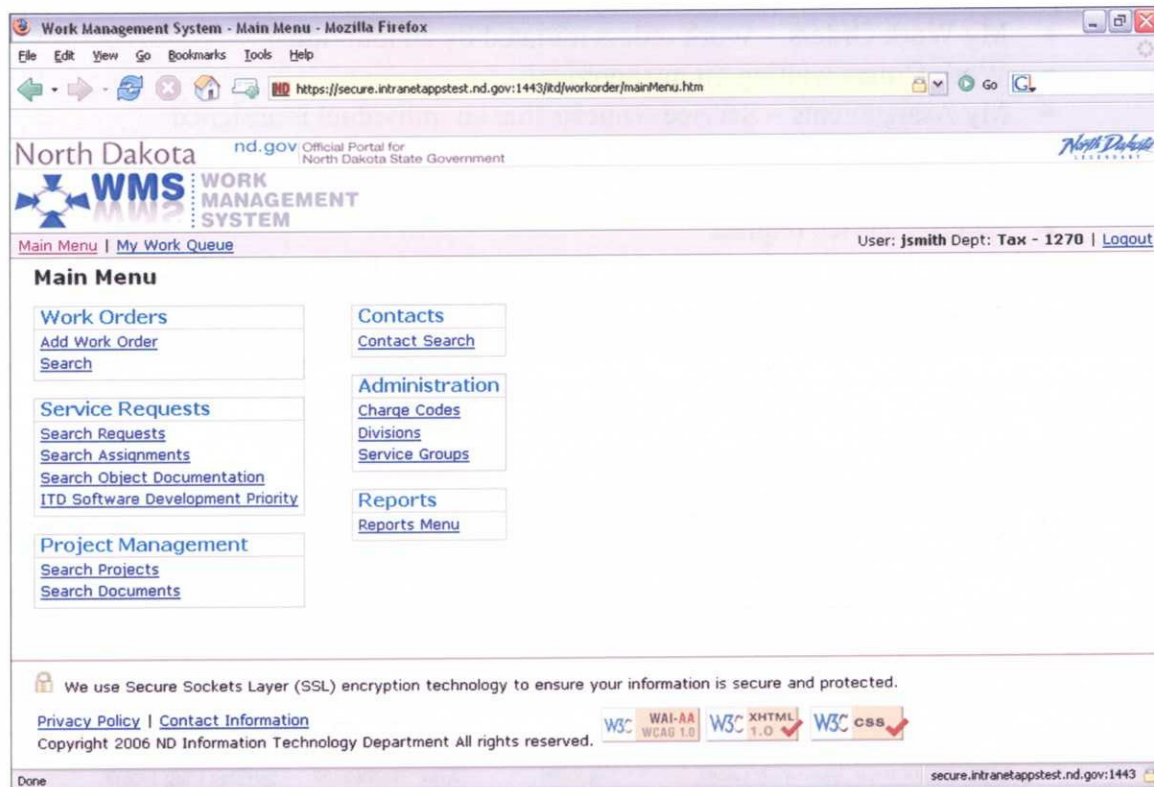 Work Management System - Main Menu - Mozilla Firefox
File Edit View Go Bookmarks Tools Help
ND https://secure.intranetappstest.nd.gov:1443/itd/workorder/mainMenu.htm Go G
North Dakota nd.gov Official Portal for
North Dakota State Government
North Dakota
LEGENDARY
WMS WORK
MANAGEMENT
SYSTEM
Main Menu | My Work Queue User: jsmith Dept: Tax - 1270 | Logout
Main Menu
Work Orders
Add Work Order
Search
Service Requests
Search Requests
Search Assignments
Search Object Documentation
ITD Software Development Priority
Project Management
Search Projects
Search Documents
Contacts
Contact Search
Administration
Charge Codes
Divisions
Service Groups
Reports
Reports Menu
We use Secure Sockets Layer (SSL) encryption technology to ensure your information is secure and protected.
Privacy Policy | Contact Information
Copyright 2006 ND Information Technology Department All rights reserved.
W3C WAI-AA
WCAG 1.0
W3C XHTML
1.0
W3C css
Done secure.intranetappstest.nd.gov:1443